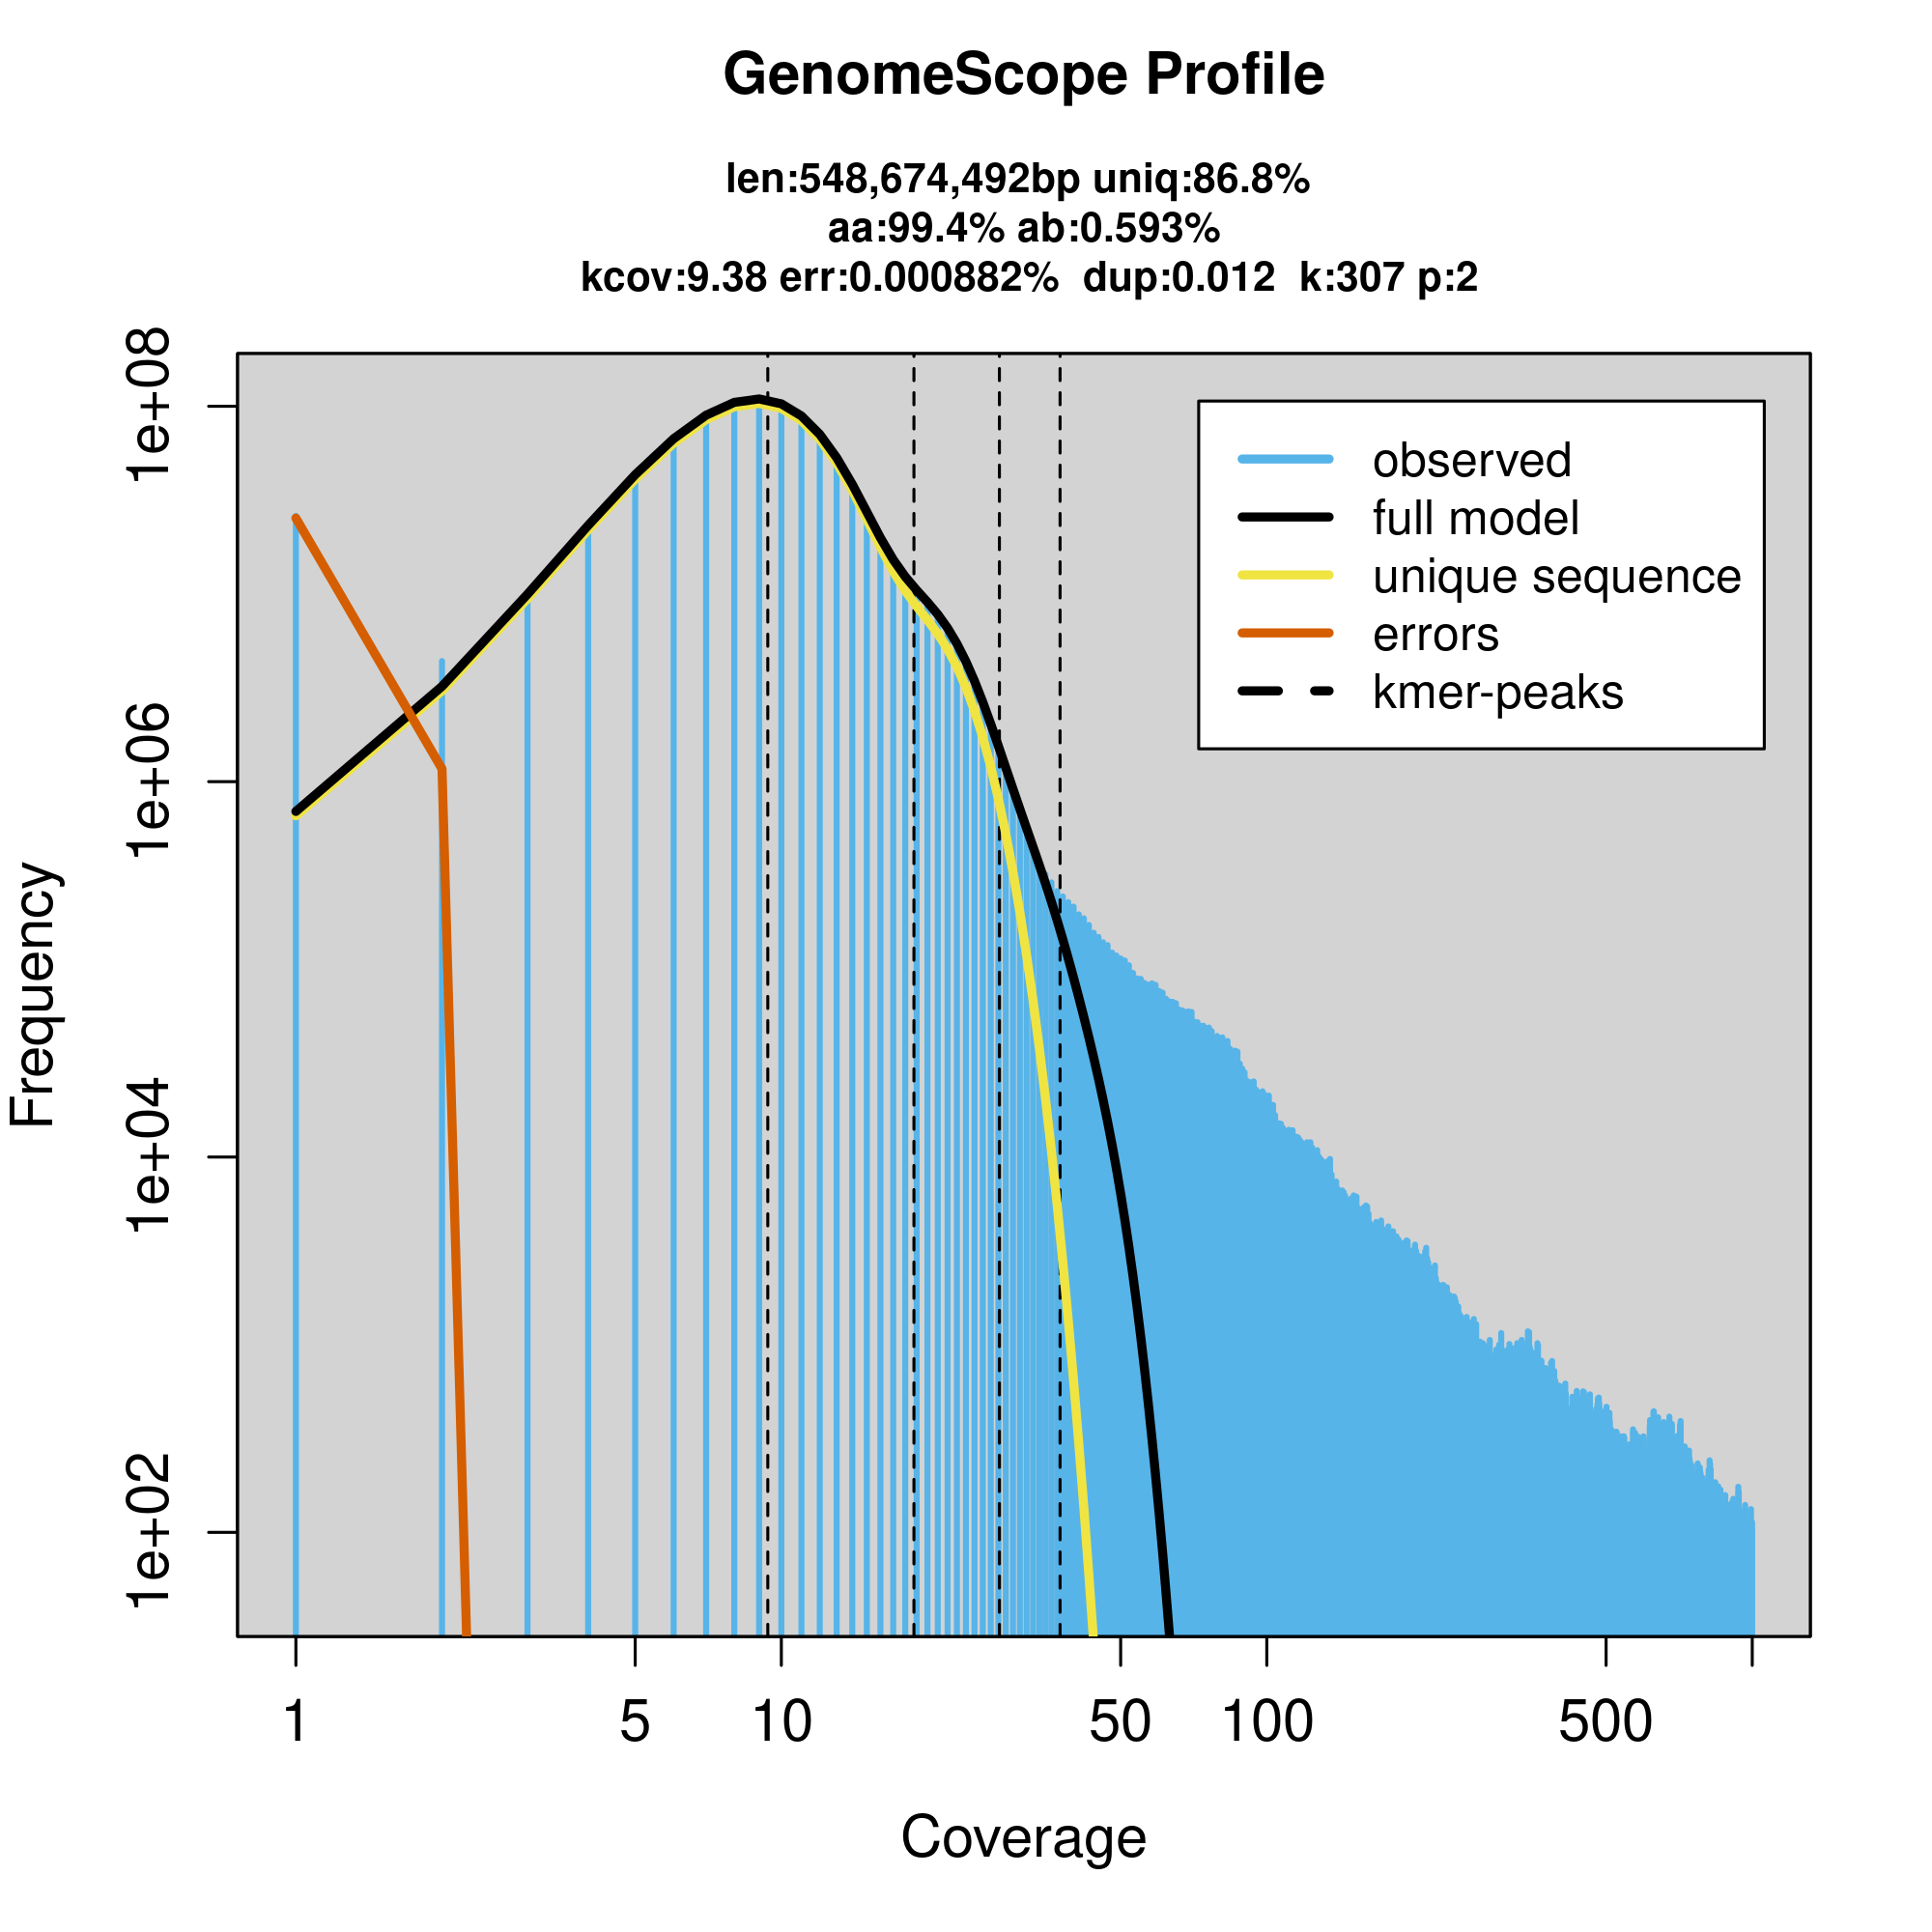 GenomeScope Profile
len:548,674,492bp uniq:86.8%
aa:99.4% ab:0.593%
kcov:9.38 err:0.000882% dup:0.012 k:307 p:2
1e+08
1e+06
1e+04
1e+02
Frequency
observed
full model
unique sequence
errors
kmer-peaks
1 5 10 50 100 500
Coverage